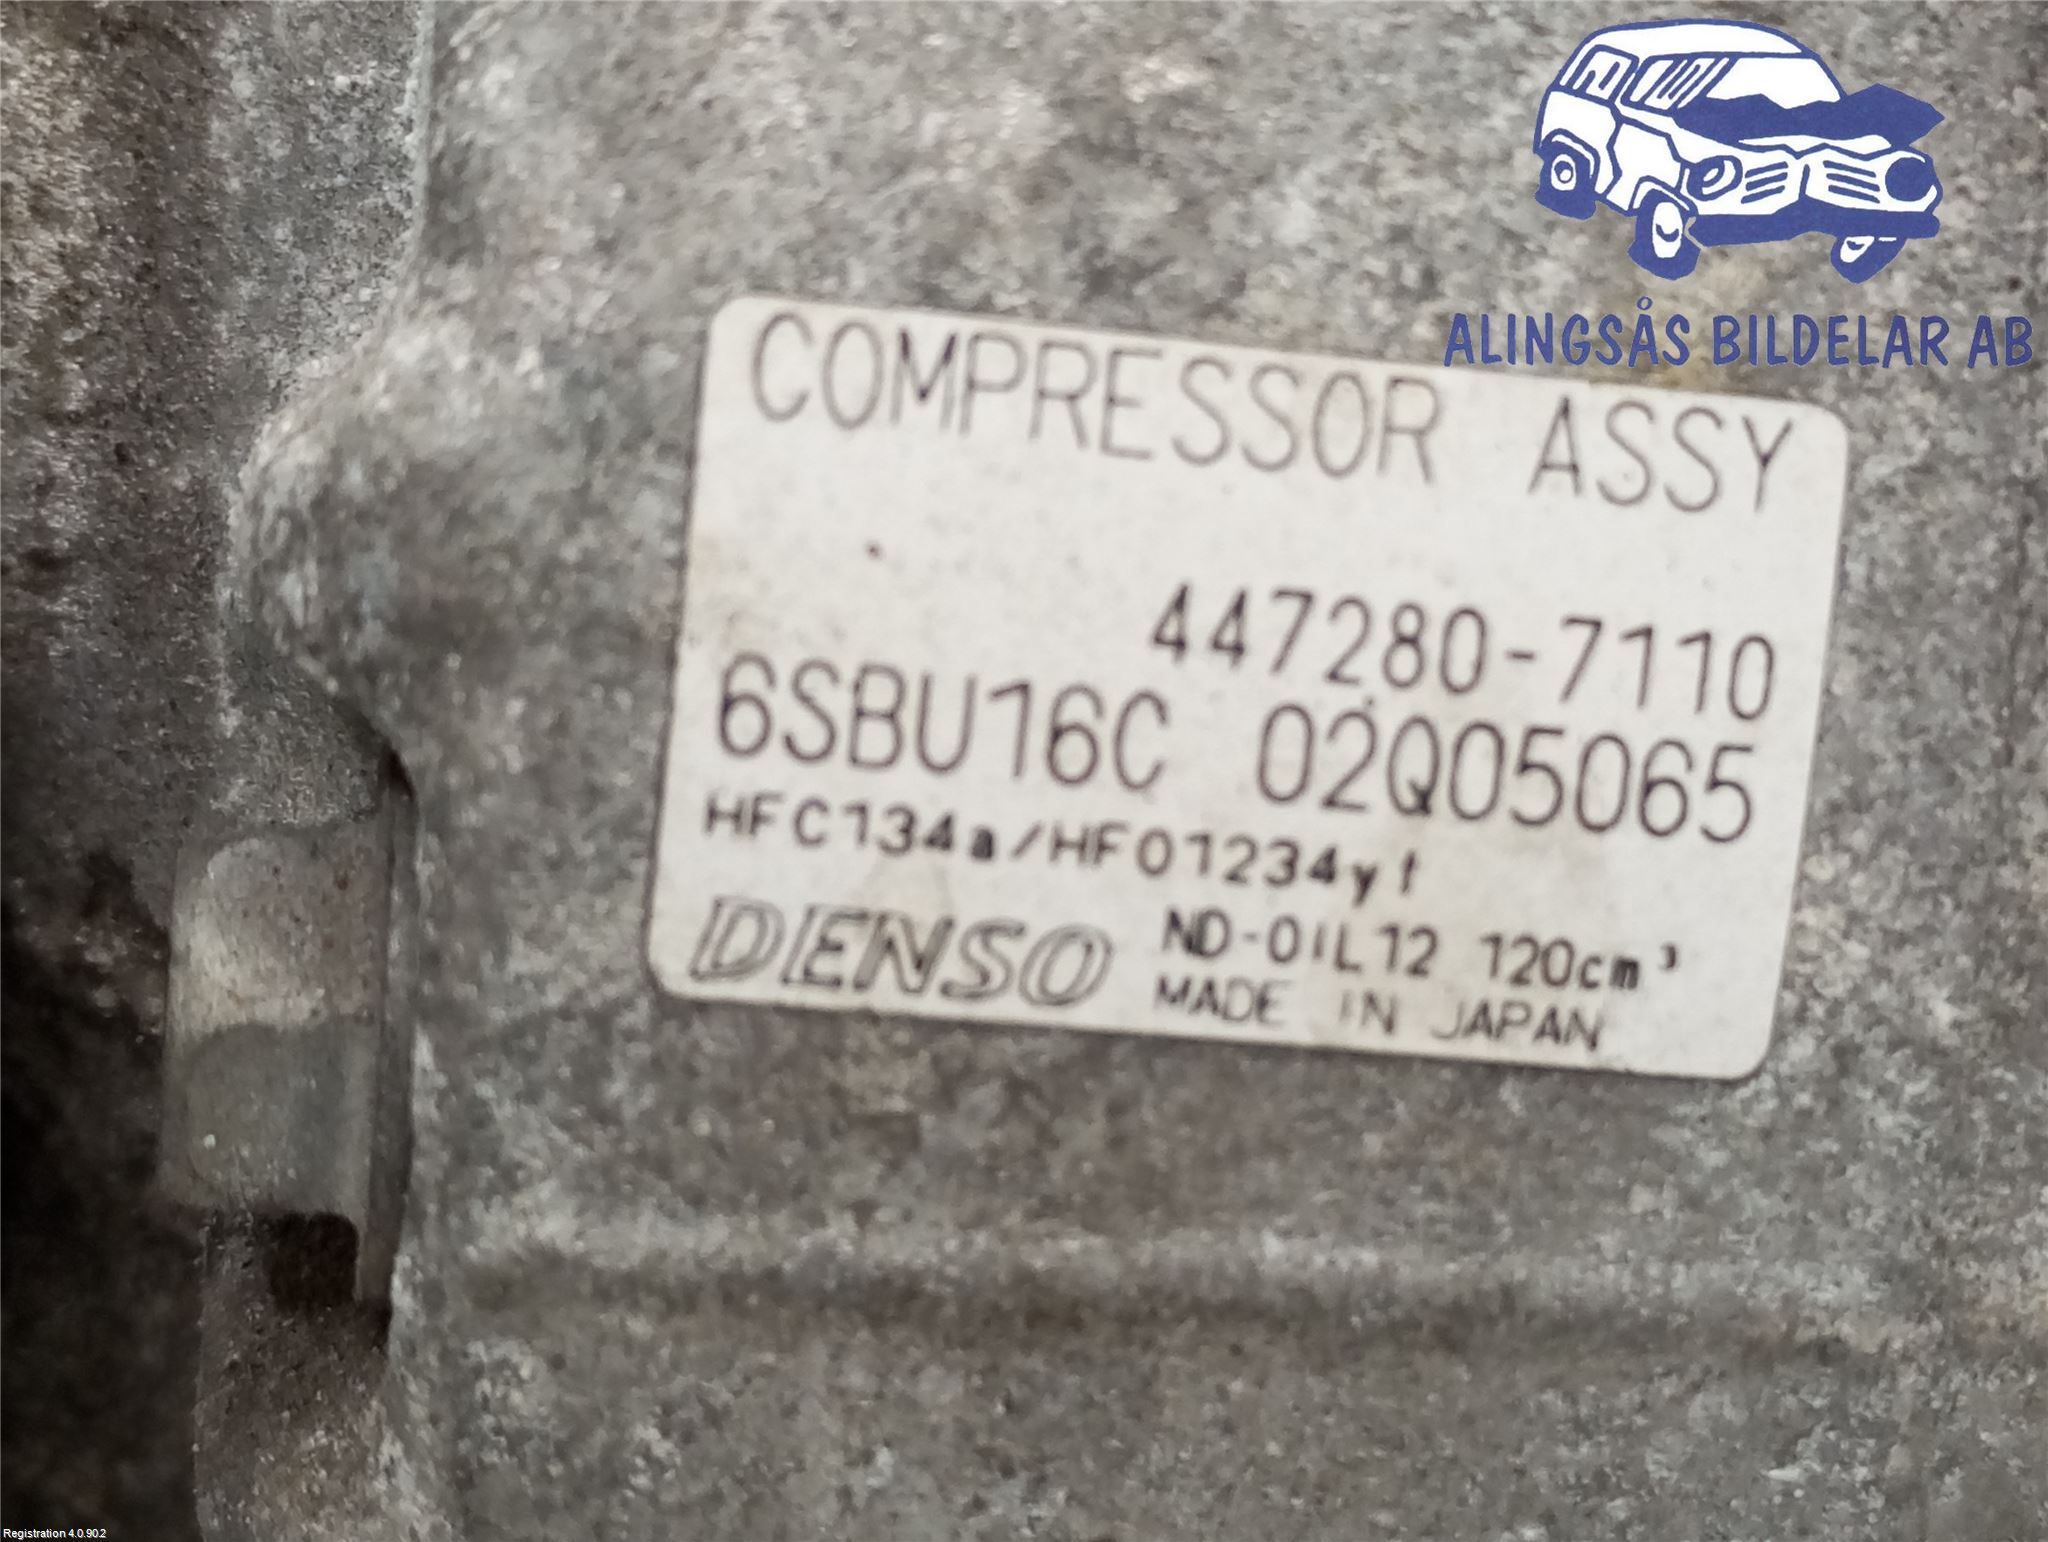 ALINGSÅS BILDELAR AB
COMPRESSOR ASSY
447280-7110
6SBU16C 02Q05065
HFC134a/HFO1234yf
DENSO ND-OIL12 120cm³
MADE IN JAPAN
Registration 4.0.90.2